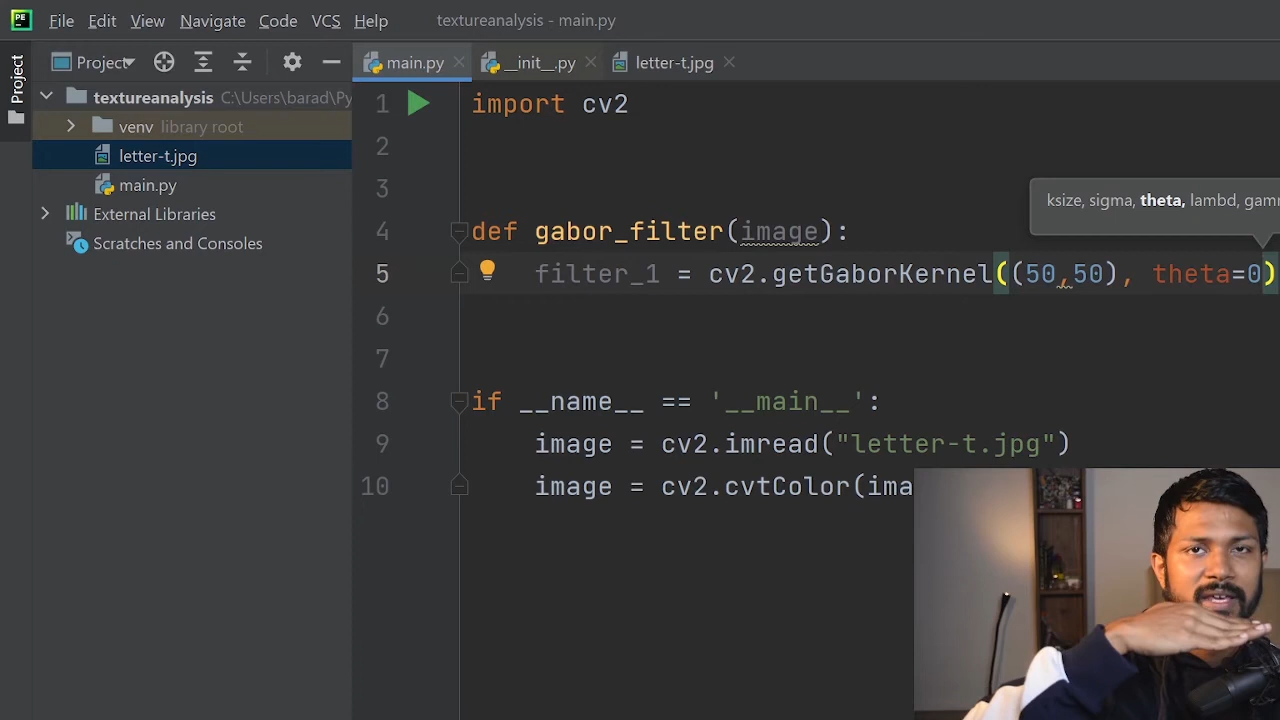 PE File Edit View Navigate Code VCS Help textureanalysis - main.py
Project
Project
main.py
__init__.py
letter-t.jpg
textureanalysis C:\Users\barad\Py
venv library root
letter-t.jpg
main.py
External Libraries
Scratches and Consoles
ksize, sigma, theta, lambd, gam
1 import cv2
2
3
4 def gabor_filter(image):
5 filter_1 = cv2.getGaborKernel((50,50), theta=0)
6
7
8 if __name__ == '__main__':
9 image = cv2.imread("letter-t.jpg")
10 image = cv2.cvtColor(ima